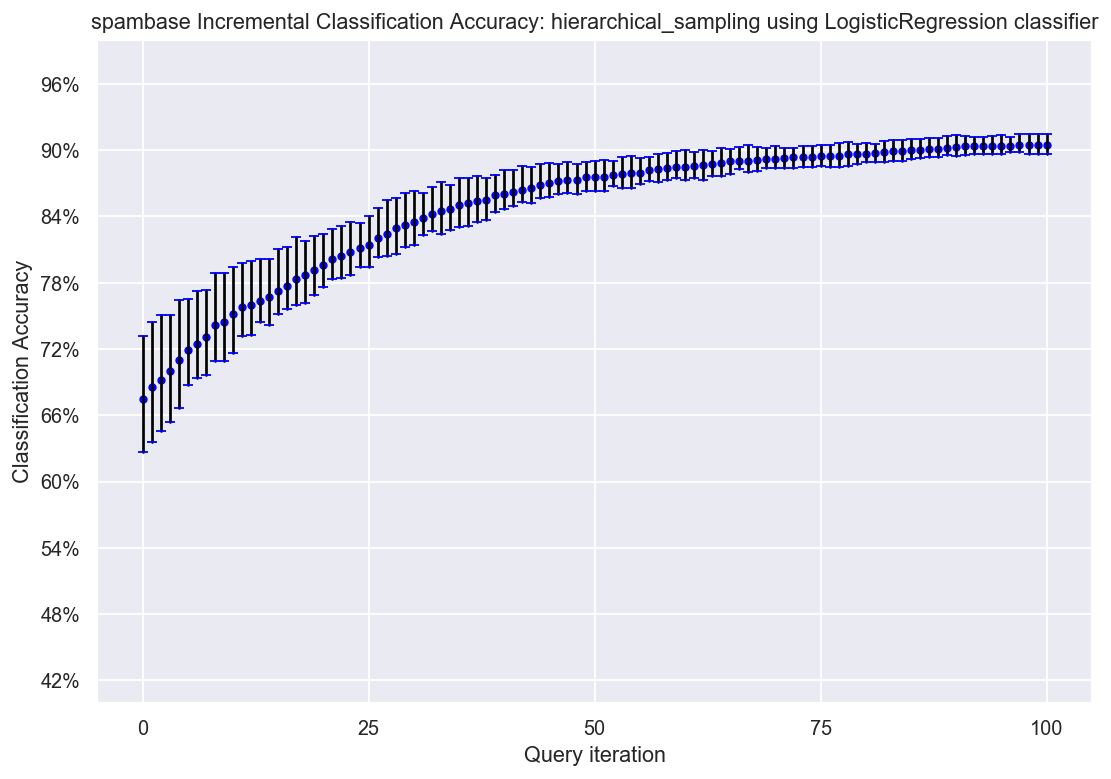 spambase Incremental Classification Accuracy: hierarchical_sampling using LogisticRegression classifier
96%
90%
84%
78%
72%
66%
60%
54%
48%
42%
Classification Accuracy
0 25 50 75 100
Query iteration